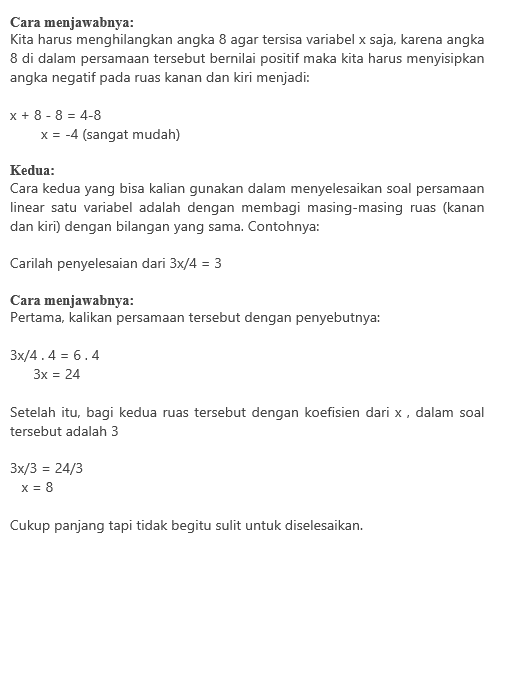 Cara menjawabnya:
Kita harus menghilangkan angka 8 agar tersisa variabel x saja, karena angka
8 di dalam persamaan tersebut bernilai positif maka kita harus menyisipkan
angka negatif pada ruas kanan dan kiri menjadi:
x + 8 - 8 = 4-8
x = -4 (sangat mudah)
Kedua:
Cara kedua yang bisa kalian gunakan dalam menyelesaikan soal persamaan
linear satu variabel adalah dengan membagi masing-masing ruas (kanan
dan kiri) dengan bilangan yang sama. Contohnya:
Carilah penyelesaian dari 3x/4 = 3
Cara menjawabnya:
Pertama, kalikan persamaan tersebut dengan penyebutnya:
3x/4 . 4 = 6 . 4
3x = 24
Setelah itu, bagi kedua ruas tersebut dengan koefisien dari x , dalam soal
tersebut adalah 3
3x/3 = 24/3
x = 8
Cukup panjang tapi tidak begitu sulit untuk diselesaikan.